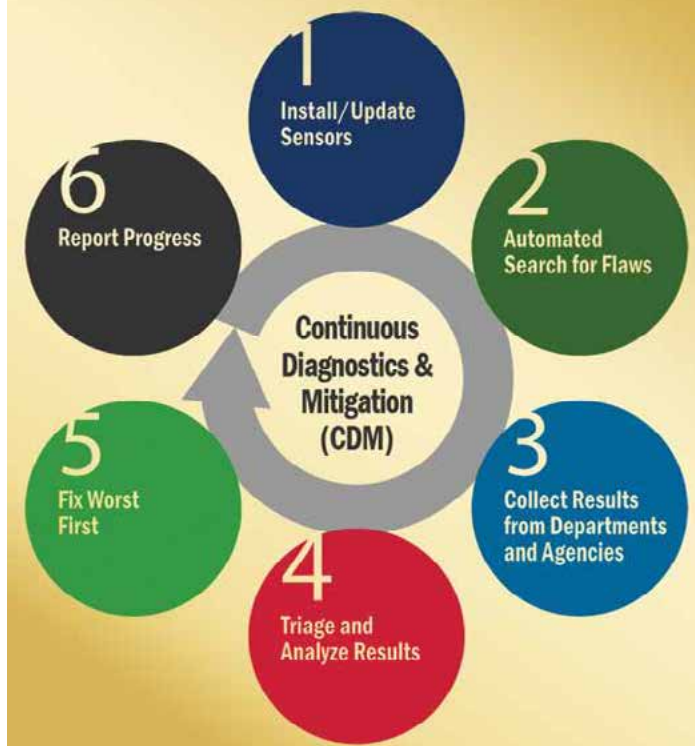 1
Install/Update
Sensors
2
Automated
Search for Flaws
3
Collect Results
from Departments
and Agencies
4
Triage and
Analyze Results
5
Fix Worst
First
6
Report Progress
Continuous
Diagnostics &
Mitigation
(CDM)